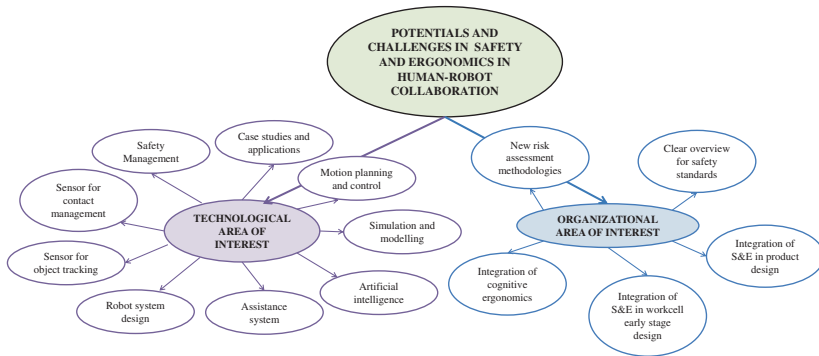 POTENTIALS AND
CHALLENGES IN SAFETY
AND ERGONOMICS IN
HUMAN-ROBOT
COLLABORATION
Case studies and
applications
Safety
Management
Motion planning
and control
New risk
assessment
methodologies
Clear overview
for safety
standards
Sensor for
contact
management
TECHNOLOGICAL
AREA OF
INTEREST
Simulation and
modelling
ORGANIZATIONAL
AREA OF INTEREST
Sensor for
object tracking
Integration of
S&E in product
design
Robot system
design
Assistance
system
Artificial
intelligence
Integration of
cognitive
ergonomics
Integration of
S&E in workcell
early stage
design